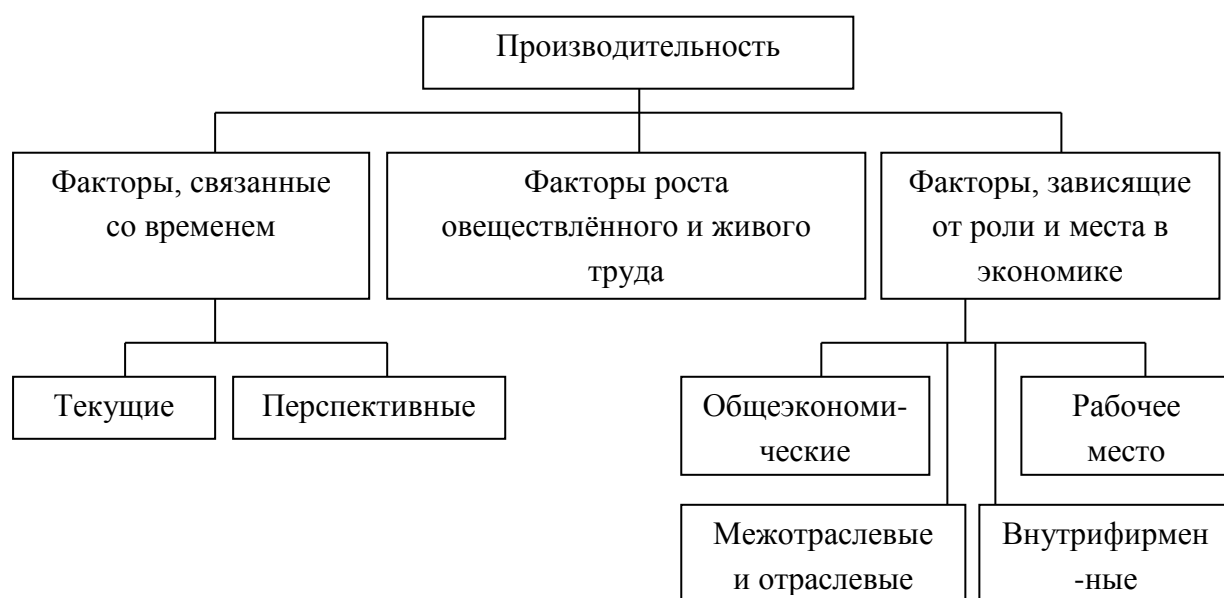 Производительность
Факторы, связанные
со временем
Факторы роста
овеществлённого и живого
труда
Факторы, зависящие
от роли и места в
экономике
Текущие
Перспективные
Общеэкономи-
ческие
Рабочее
место
Межотраслевые
и отраслевые
Внутрифирмен
-ные